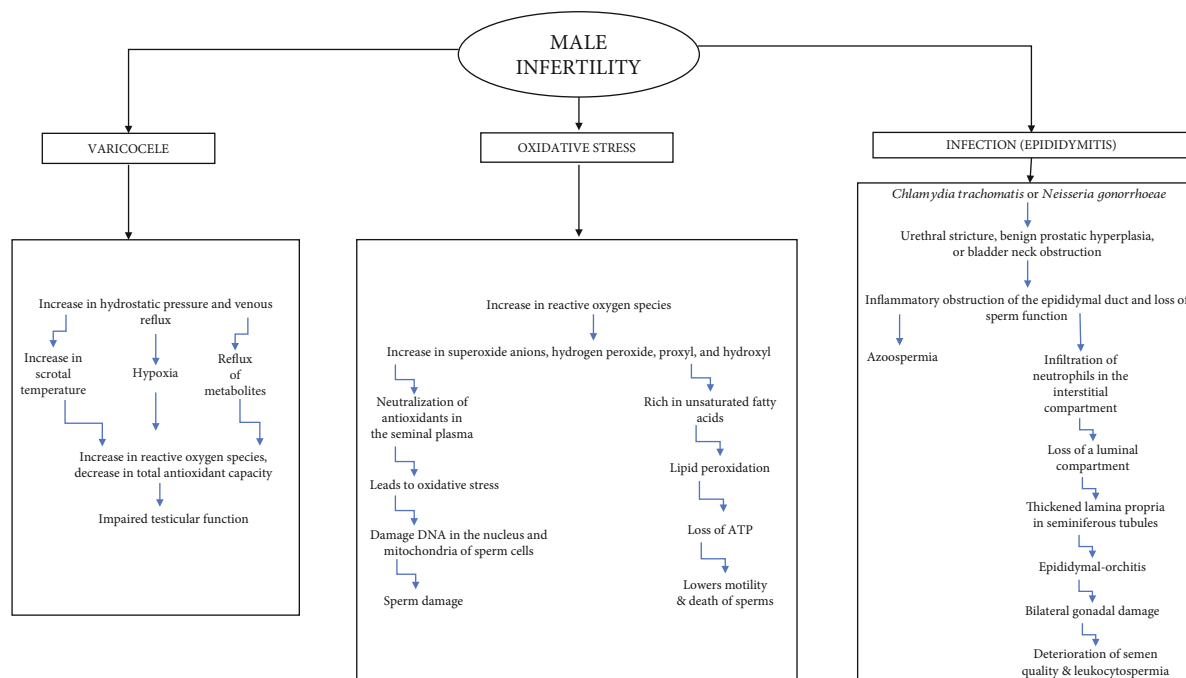 MALE
INFERTILITY
VARICOCELE
Increase in hydrostatic pressure and venous
reflux
Increase in
scrotal
temperature
Hypoxia
Reflux
of
metabolites
Increase in reactive oxygen species,
decrease in total antioxidant capacity
Impaired testicular function
OXIDATIVE STRESS
Increase in reactive oxygen species
Increase in superoxide anions, hydrogen peroxide, proxyl, and hydroxyl
Neutralization of
antioxidants in
the seminal plasma
Leads to oxidative stress
Damage DNA in the nucleus and
mitochondria of sperm cells
Sperm damage
Rich in unsaturated fatty
acids
Lipid peroxidation
Loss of ATP
Lowers motility
& death of sperms
INFECTION (EPIDIDYMITIS)
Chlamydia trachomatis or Neisseria gonorrhoeae
Urethral stricture, benign prostatic hyperplasia,
or bladder neck obstruction
Inflammatory obstruction of the epididymal duct and loss of
sperm function
Azoospermia
Infiltration of
neutrophils in the
interstitial
compartment
Loss of a luminal
compartment
Thickened lamina propria
in seminiferous tubules
Epididymal-orchitis
Bilateral gonadal damage
Deterioration of semen
quality & leukocytospermia